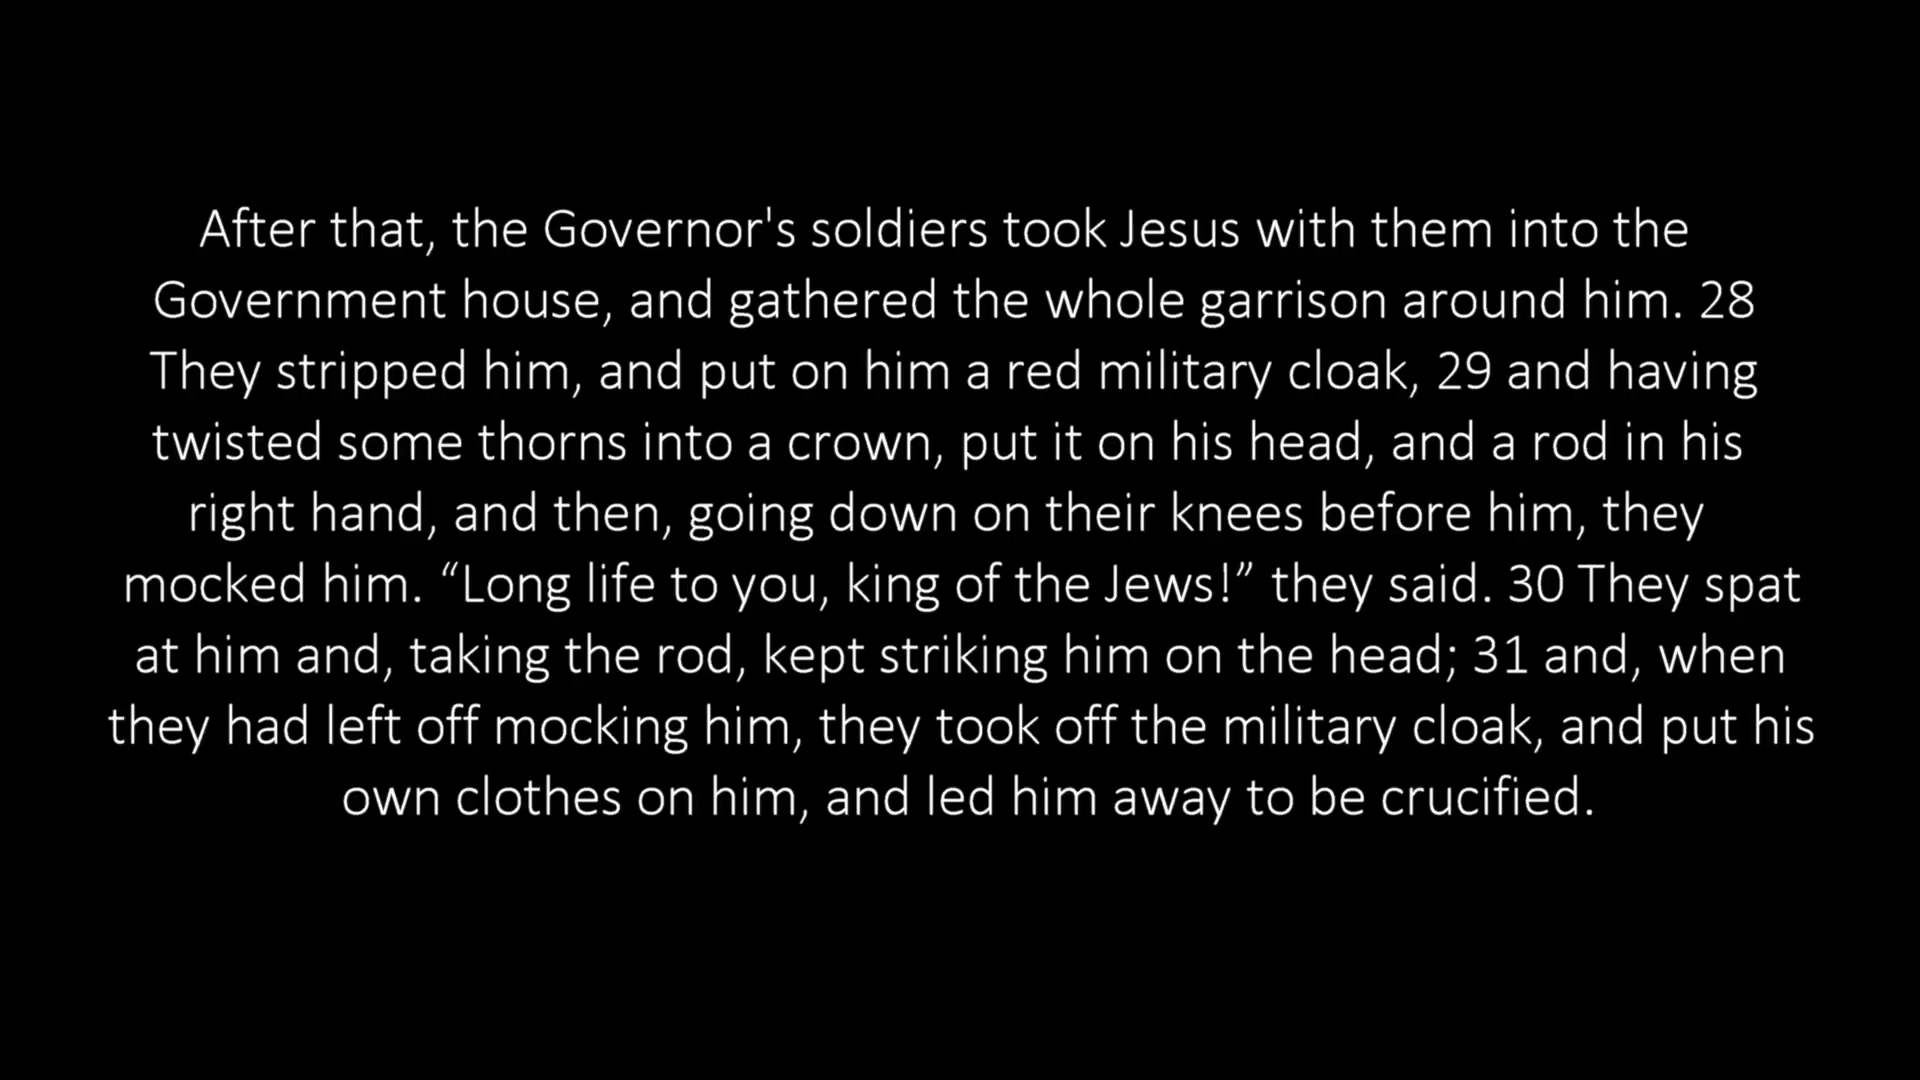 After that, the Governor's soldiers took Jesus with them into the
Government house, and gathered the whole garrison around him. 28
They stripped him, and put on him a red military cloak, 29 and having
twisted some thorns into a crown, put it on his head, and a rod in his
right hand, and then, going down on their knees before him, they
mocked him. “Long life to you, king of the Jews!” they said. 30 They spat
at him and, taking the rod, kept striking him on the head; 31 and, when
they had left off mocking him, they took off the military cloak, and put his
own clothes on him, and led him away to be crucified.